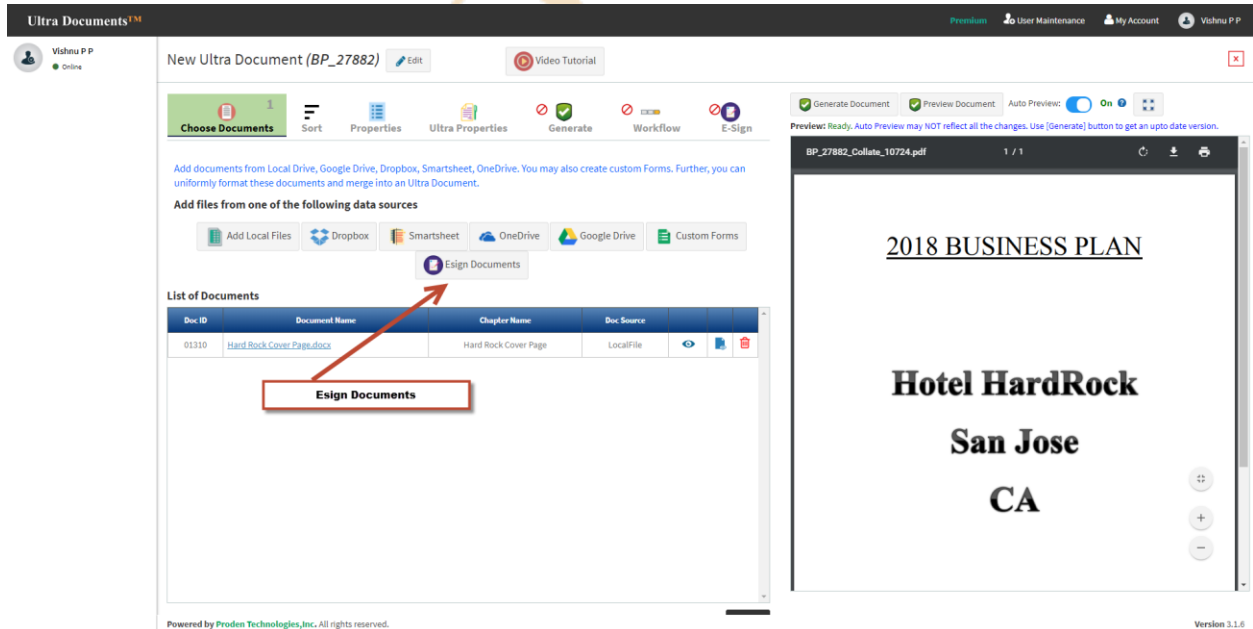 Ultra Documents™
Premium
User Maintenance
My Account
Vishnu P P
Vishnu P P
Online
New Ultra Document (BP_27882)
Edit
Video Tutorial
x
1
Choose Documents
Sort
Properties
Ultra Properties
Generate
Workflow
E-Sign
Add documents from Local Drive, Google Drive, Dropbox, Smartsheet, OneDrive. You may also create custom Forms. Further, you can
uniformly format these documents and merge into an Ultra Document.
Add files from one of the following data sources
Add Local Files
Dropbox
Smartsheet
OneDrive
Google Drive
Custom Forms
Esign Documents
List of Documents
Doc ID
Document Name
Chapter Name
Doc Source
01310
Hard Rock Cover Page.docx
Hard Rock Cover Page
LocalFile
Esign Documents
Generate Document
Preview Document
Auto Preview:
On
Preview: Ready. Auto Preview may NOT reflect all the changes. Use [Generate] button to get an upto date version.
BP_27882_Collate_10724.pdf
1 / 1
2018 BUSINESS PLAN
Hotel HardRock
San Jose
CA
Powered by Proden Technologies,Inc. All rights reserved.
Version 3.1.6